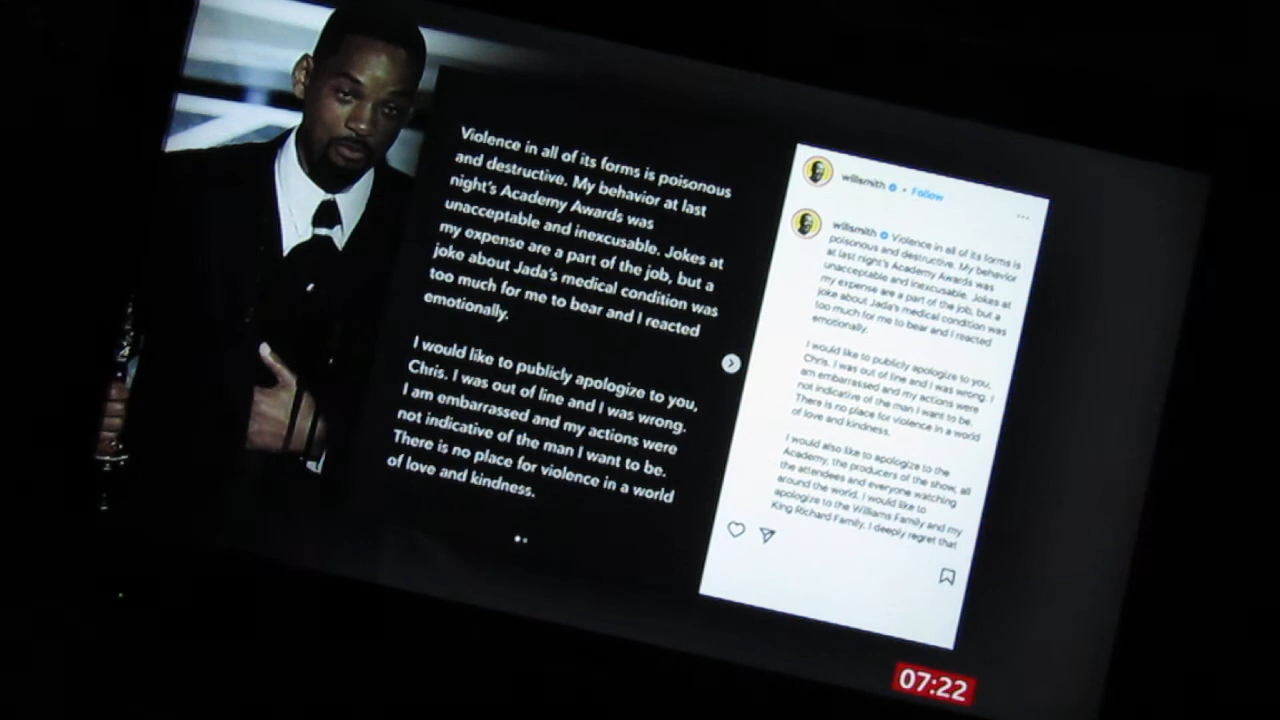 Violence in all of its forms is poisonous
and destructive. My behavior at last
night's Academy Awards was
unacceptable and inexcusable. Jokes at
my expense are a part of the job, but a
joke about Jada's medical condition was
too much for me to bear and I reacted
emotionally.
I would like to publicly apologize to you,
Chris. I was out of line and I was wrong.
I am embarrassed and my actions were
not indicative of the man I want to be.
There is no place for violence in a world
of love and kindness.
willsmith • Follow
willsmith Violence in all of its forms is
poisonous and destructive. My behavior
at last night's Academy Awards was
unacceptable and inexcusable. Jokes at
my expense are a part of the job, but a
joke about Jada's medical condition was
too much for me to bear and I reacted
emotionally.
I would like to publicly apologize to you,
Chris. I was out of line and I was wrong. I
am embarrassed and my actions were
not indicative of the man I want to be.
There is no place for violence in a world
of love and kindness.
I would also like to apologize to the
Academy, the producers of the show, all
the attendees and everyone watching
around the world. I would like to
apologize to the Williams Family and my
King Richard Family. I deeply regret that
07:22